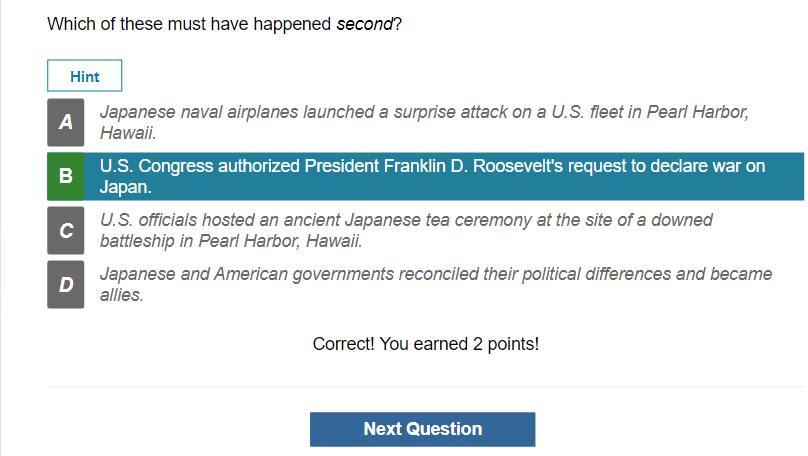 Which of these must have happened second?
Hint
A
Japanese naval airplanes launched a surprise attack on a U.S. fleet in Pearl Harbor,
Hawaii.
B
U.S. Congress authorized President Franklin D. Roosevelt's request to declare war on
Japan.
C
U.S. officials hosted an ancient Japanese tea ceremony at the site of a downed
battleship in Pearl Harbor, Hawaii.
D
Japanese and American governments reconciled their political differences and became
allies.
Correct! You earned 2 points!
Next Question